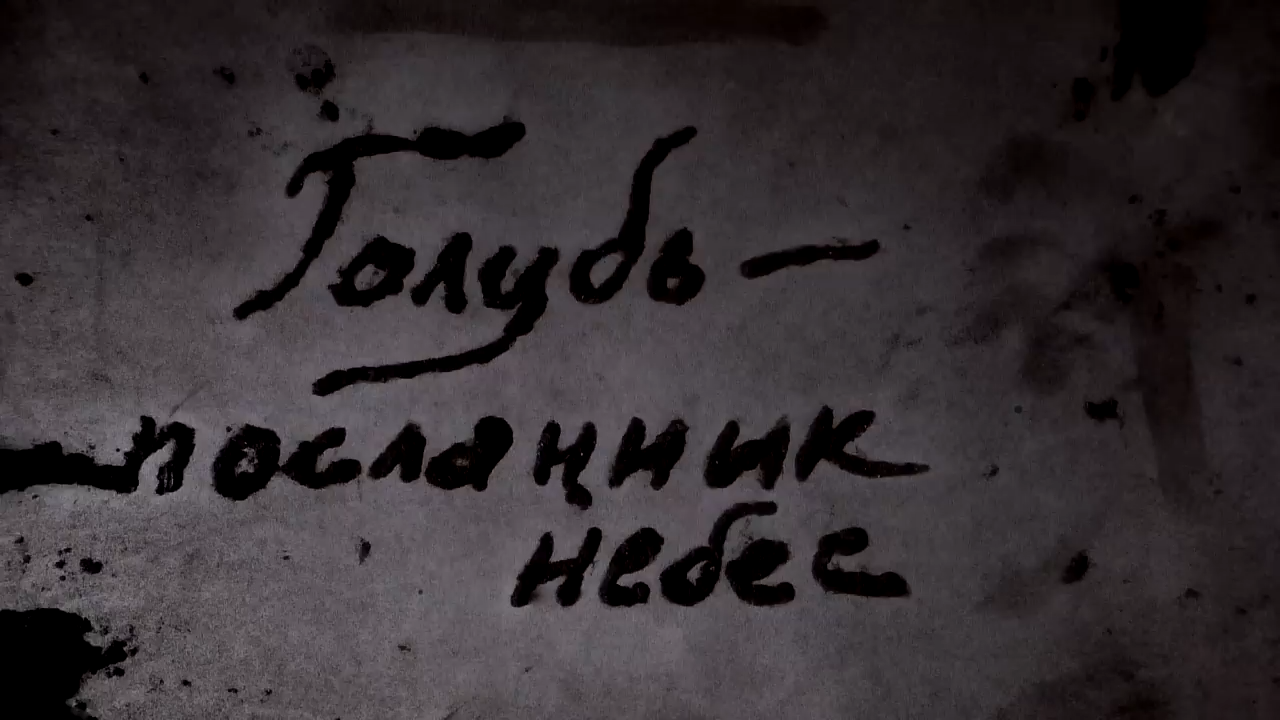 Голубь —
посланник
небес